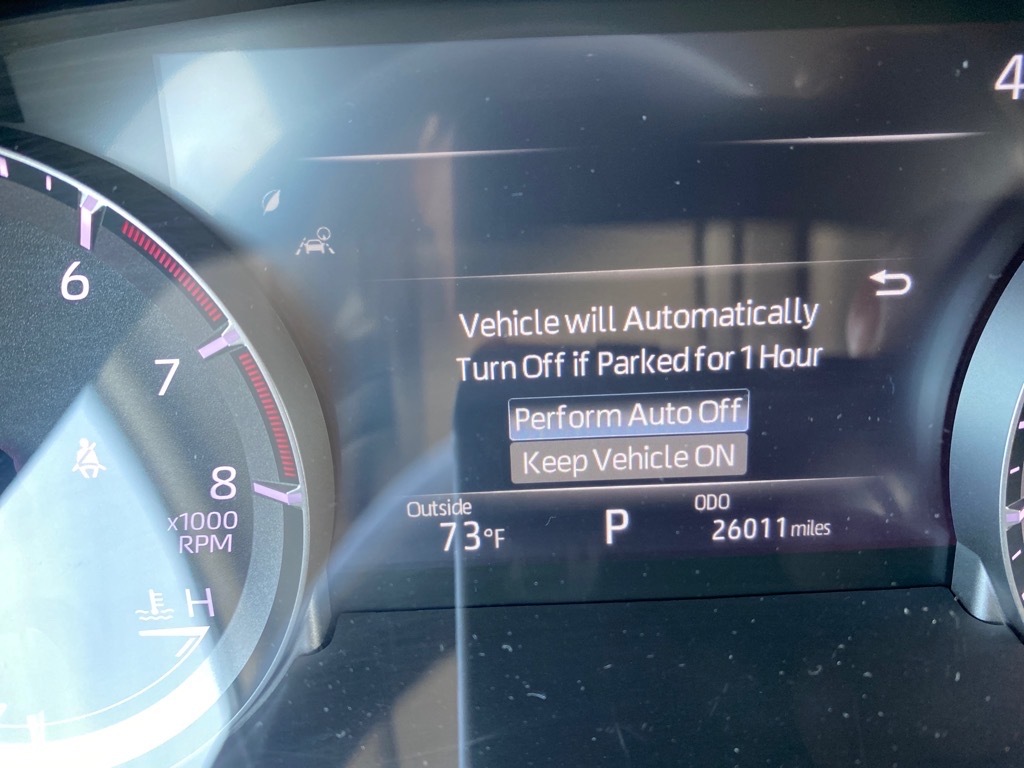 4
6
7
8
x1000
RPM
H
Vehicle will Automatically
Turn Off if Parked for 1 Hour
Perform Auto Off
Keep Vehicle ON
Outside
73°F
P
ODO
26011 miles